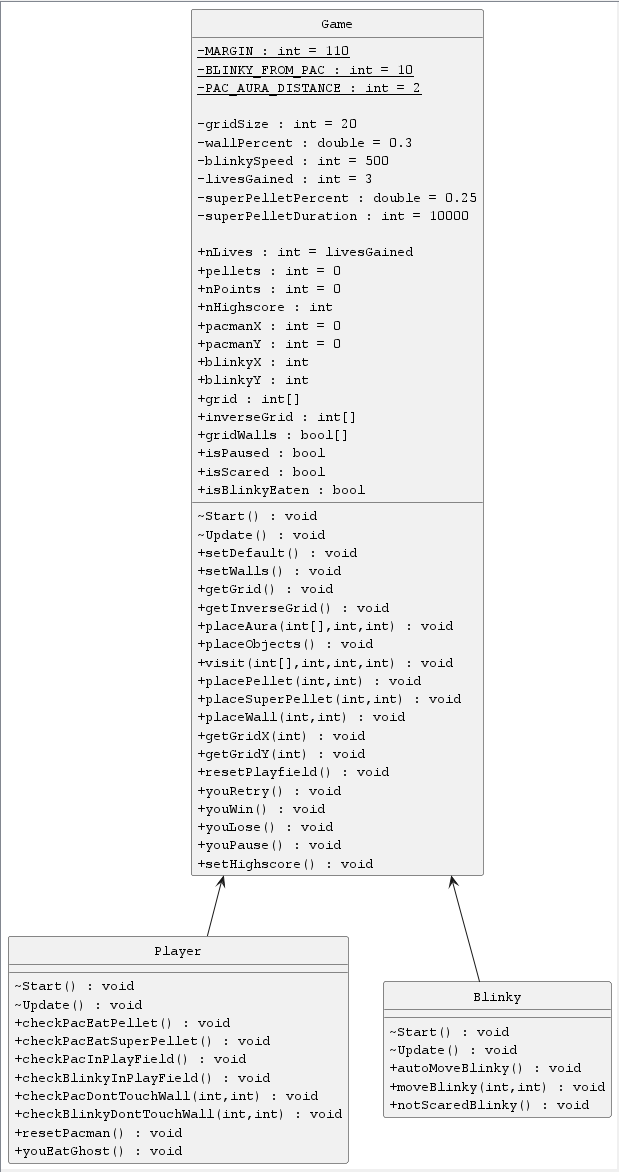 Game
-MARGIN : int = 110
-BLINKY_FROM_PAC : int = 10
-PAC_AURA_DISTANCE : int = 2
-gridSize : int = 20
-wallPercent : double = 0.3
-blinkySpeed : int = 500
-livesGained : int = 3
-superPelletPercent : double = 0.25
-superPelletDuration : int = 10000
+nLives : int = livesGained
+pellets : int = 0
+nPoints : int = 0
+nHighscore : int
+pacmanX : int = 0
+pacmanY : int = 0
+blinkyX : int
+blinkyY : int
+grid : int[]
+inverseGrid : int[]
+gridWalls : bool[]
+isPaused : bool
+isScared : bool
+isBlinkyEaten : bool
~Start() : void
~Update() : void
+setDefault() : void
+setWalls() : void
+getGrid() : void
+getInverseGrid() : void
+placeAura(int[],int,int) : void
+placeObjects() : void
+visit(int[],int,int,int) : void
+placePellet(int,int) : void
+placeSuperPellet(int,int) : void
+placeWall(int,int) : void
+getGridX(int) : void
+getGridY(int) : void
+resetPlayfield() : void
+youRetry() : void
+youWin() : void
+youLose() : void
+youPause() : void
+setHighscore() : void
Player
~Start() : void
~Update() : void
+checkPacEatPellet() : void
+checkPacEatSuperPellet() : void
+checkPacInPlayField() : void
+checkBlinkyInPlayField() : void
+checkPacDontTouchWall(int,int) : void
+checkBlinkyDontTouchWall(int,int) : void
+resetPacman() : void
+youEatGhost() : void
Blinky
~Start() : void
~Update() : void
+autoMoveBlinky() : void
+moveBlinky(int,int) : void
+notScaredBlinky() : void